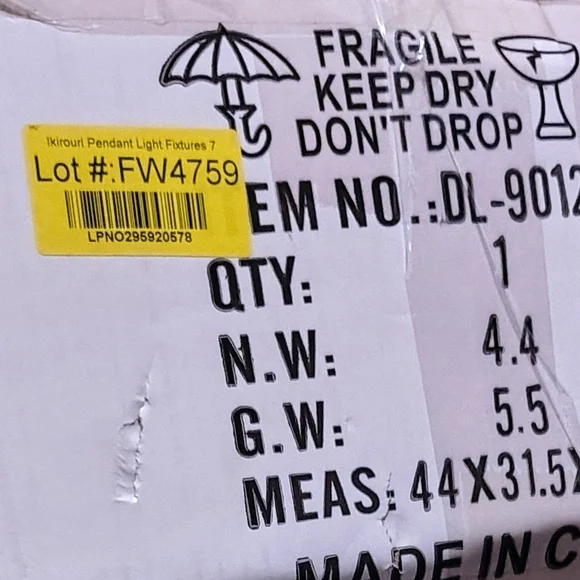 FRAGILE
KEEP DRY
DON'T DROP
Ikirouri Pendant Light Fixtures 7
Lot #:FW4759
LPNO295920578
EM NO.:DL-9012
QTY: 1
N.W: 4.4
G.W: 5.5
MEAS: 44X31.5X
MADE IN C